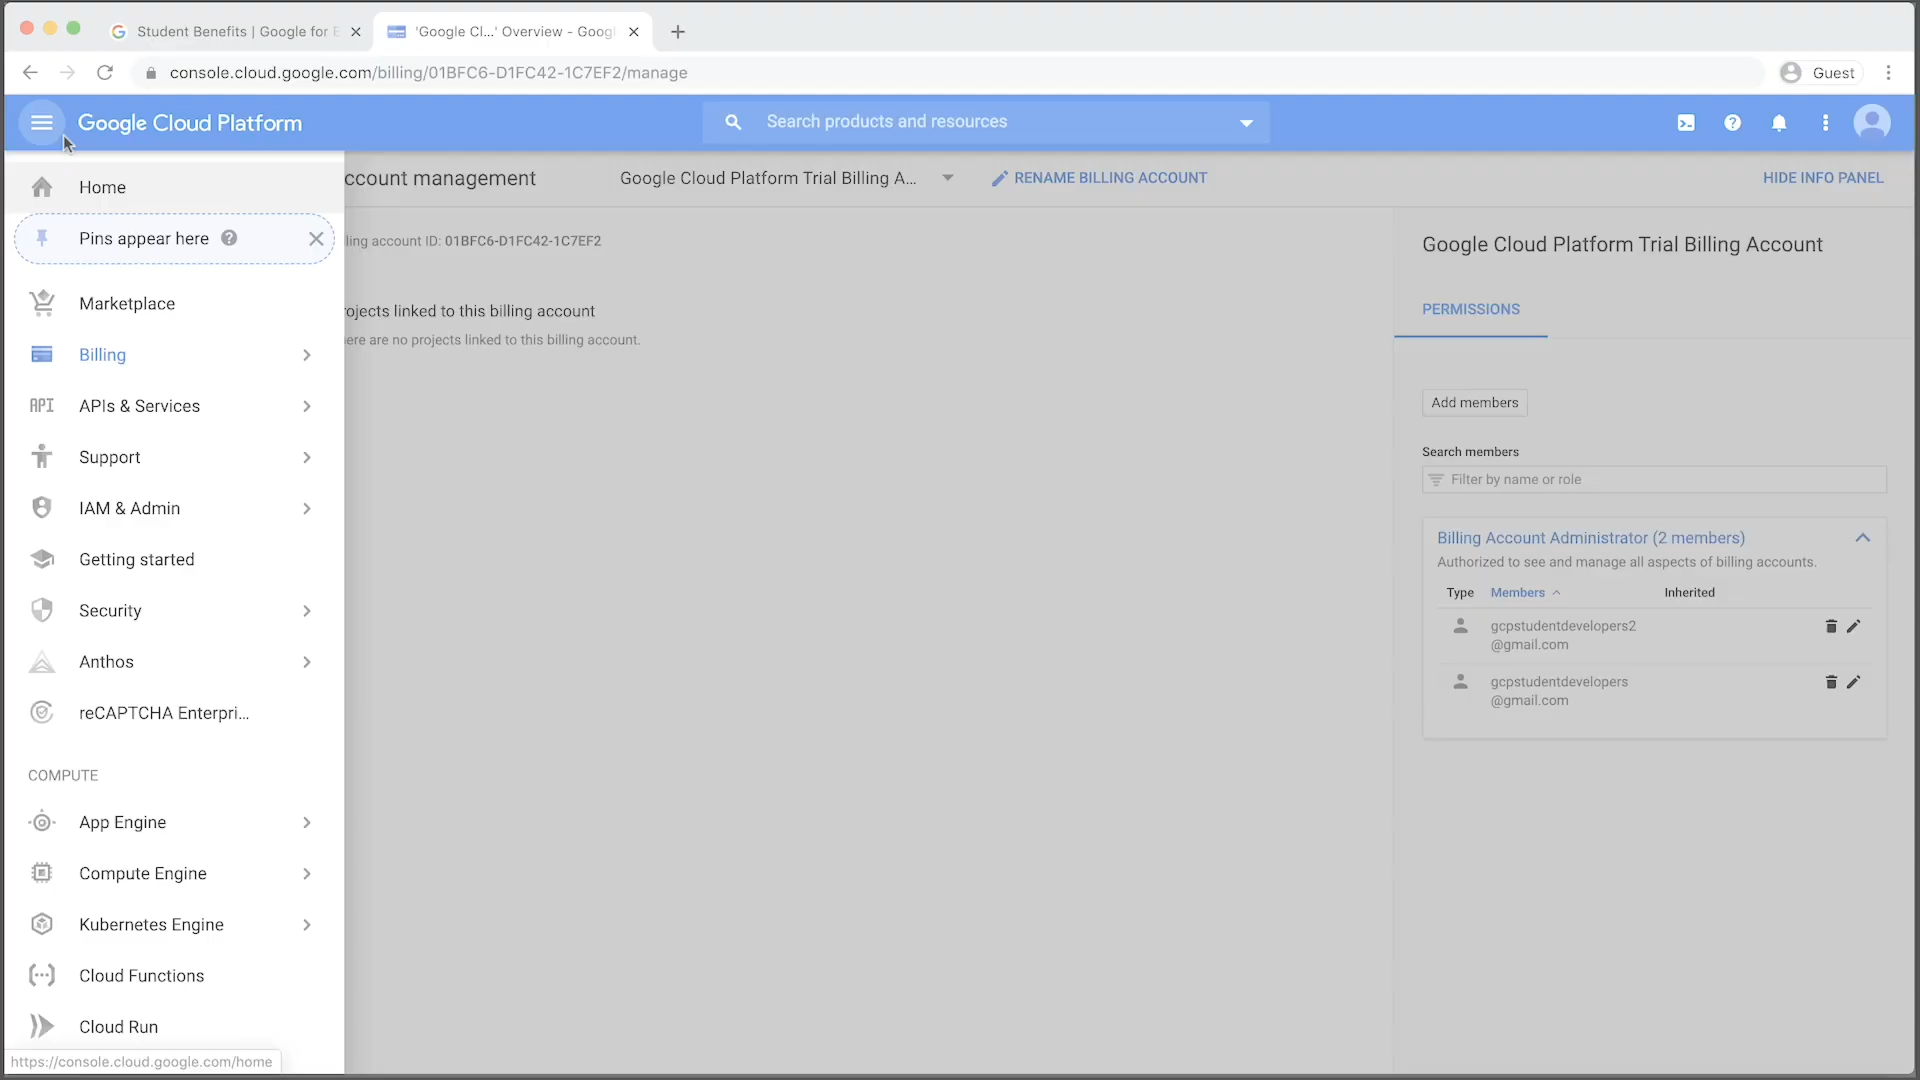 Student Benefits | Google for E
'Google Cl...' Overview - Googl
console.cloud.google.com/billing/01BFC6-D1FC42-1C7EF2/manage
Guest
Google Cloud Platform
Search products and resources
Home
ccount management
Google Cloud Platform Trial Billing A...
RENAME BILLING ACCOUNT
HIDE INFO PANEL
Pins appear here
lling account ID: 01BFC6-D1FC42-1C7EF2
Google Cloud Platform Trial Billing Account
Marketplace
rojects linked to this billing account
PERMISSIONS
ere are no projects linked to this billing account.
Billing
API
APIs & Services
Add members
Support
Search members
Filter by name or role
IAM & Admin
Billing Account Administrator (2 members)
Authorized to see and manage all aspects of billing accounts.
Getting started
Type Members Inherited
Security
gcpstudentdevelopers2
@gmail.com
Anthos
gcpstudentdevelopers
@gmail.com
reCAPTCHA Enterpri...
COMPUTE
App Engine
Compute Engine
Kubernetes Engine
Cloud Functions
Cloud Run
https://console.cloud.google.com/home